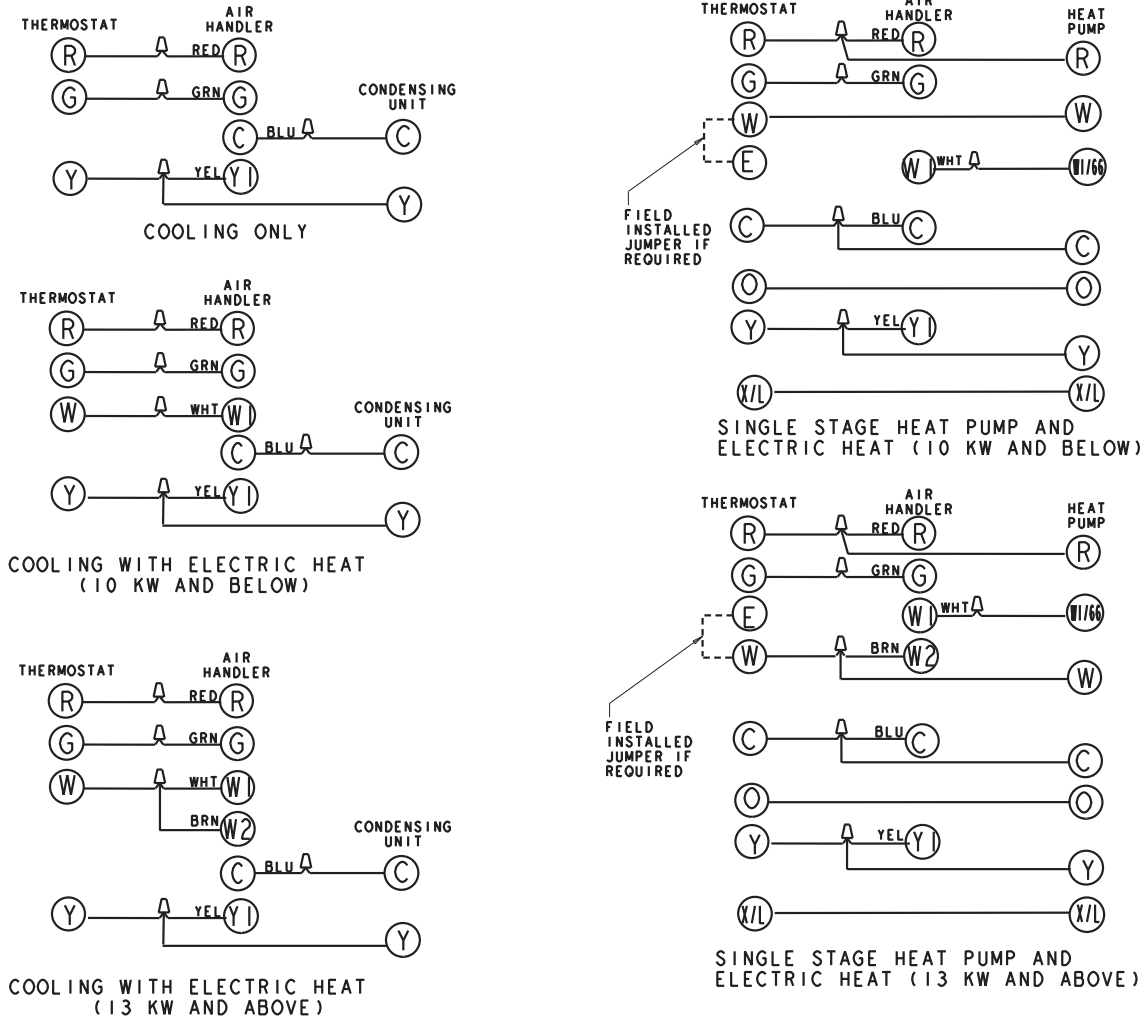 THERMOSTAT
AIR
HANDLER
R RED R
G GRN G
CONDENSING
UNIT
C BLU C
Y YEL Y1
Y
COOLING ONLY
THERMOSTAT
AIR
HANDLER
R RED R
G GRN G
W WHT W1
CONDENSING
UNIT
C BLU C
Y YEL Y1
Y
COOLING WITH ELECTRIC HEAT
(10 KW AND BELOW)
THERMOSTAT
AIR
HANDLER
R RED R
G GRN G
W WHT W1
BRN W2
CONDENSING
UNIT
C BLU C
Y YEL Y1
Y
COOLING WITH ELECTRIC HEAT
(13 KW AND ABOVE)
THERMOSTAT
AIR
HANDLER
HEAT
PUMP
R RED R
R
G GRN G
W W
E W1 WHT W1/66
FIELD
INSTALLED
JUMPER IF
REQUIRED
C BLU C
C
O O
Y YEL Y1
Y
X/L X/L
SINGLE STAGE HEAT PUMP AND
ELECTRIC HEAT (10 KW AND BELOW)
THERMOSTAT
AIR
HANDLER
HEAT
PUMP
R RED R
R
G GRN G
E W1 WHT W1/66
W BRN W2
W
FIELD
INSTALLED
JUMPER IF
REQUIRED
C BLU C
C
O O
Y YEL Y1
Y
X/L X/L
SINGLE STAGE HEAT PUMP AND
ELECTRIC HEAT (13 KW AND ABOVE)